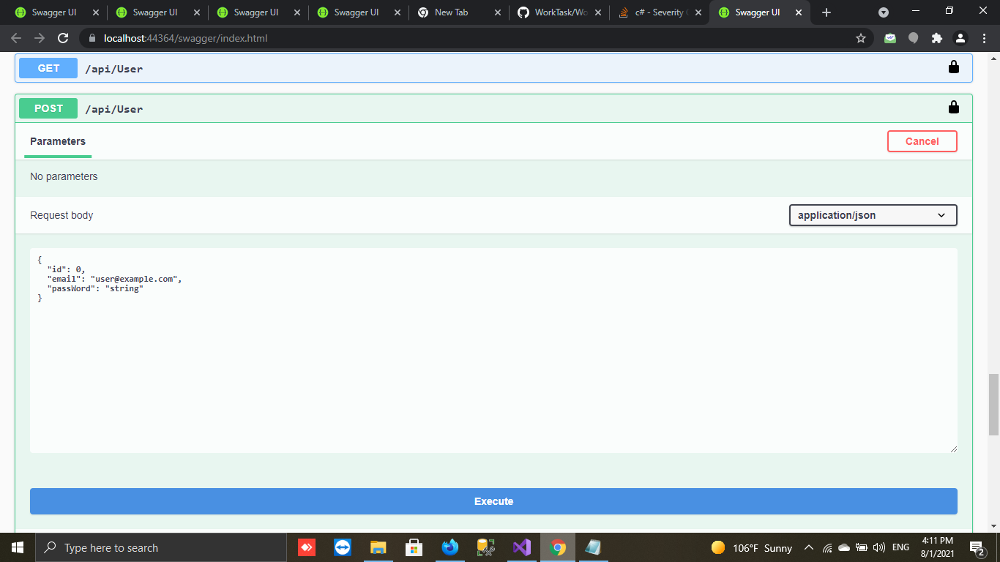 Swagger UI
Swagger UI
Swagger UI
Swagger UI
New Tab
WorkTask/Wo
c# - Severity
Swagger UI
localhost:44364/swagger/index.html
GET /api/User
POST /api/User
Parameters
Cancel
No parameters
Request body
application/json
{
"id": 0,
"email": "user@example.com",
"passWord": "string"
}
Execute
Type here to search
106°F Sunny
ENG
4:11 PM
8/1/2021
2